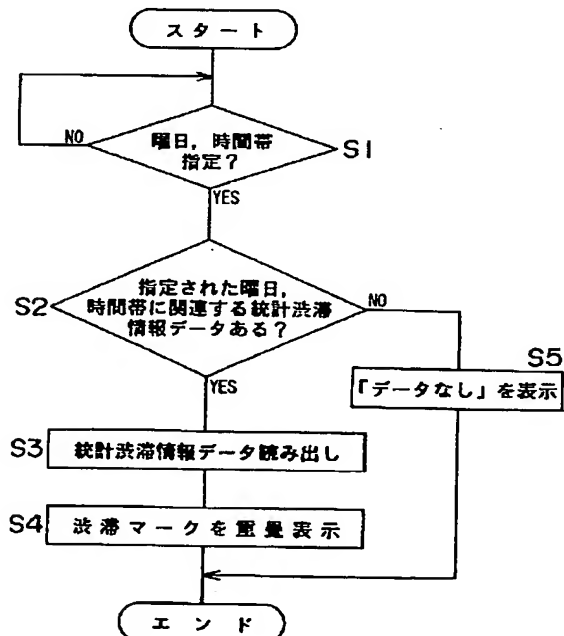 スタート
NO
曜日,時間帯
指定?
S1
YES
S2
指定された曜日,
時間帯に関連する統計渋滞
情報データある?
NO
YES
S5
「データなし」を表示
S3
統計渋滞情報データ読み出し
S4
渋滞マークを重畳表示
エンド